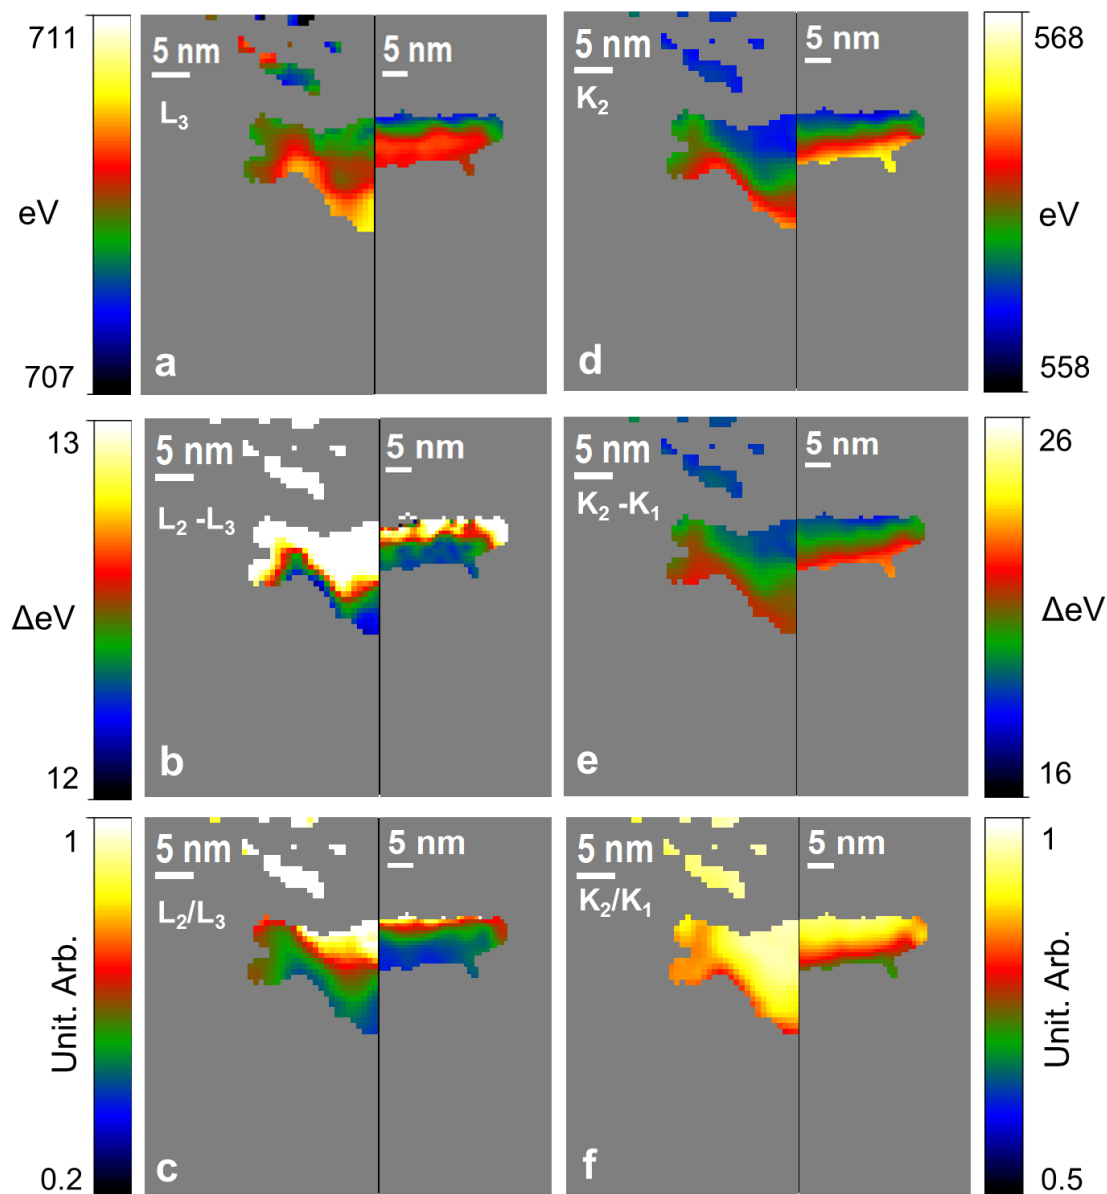 711
eV
707
5 nm
5 nm
L₃
a
5 nm
5 nm
K₂
d
568
eV
558
13
ΔeV
12
5 nm
5 nm
L₂ -L₃
b
5 nm
5 nm
K₂ -K₁
e
26
ΔeV
16
1
Unit. Arb.
0.2
5 nm
5 nm
L₂/L₃
c
5 nm
5 nm
K₂/K₁
f
1
Unit. Arb.
0.5